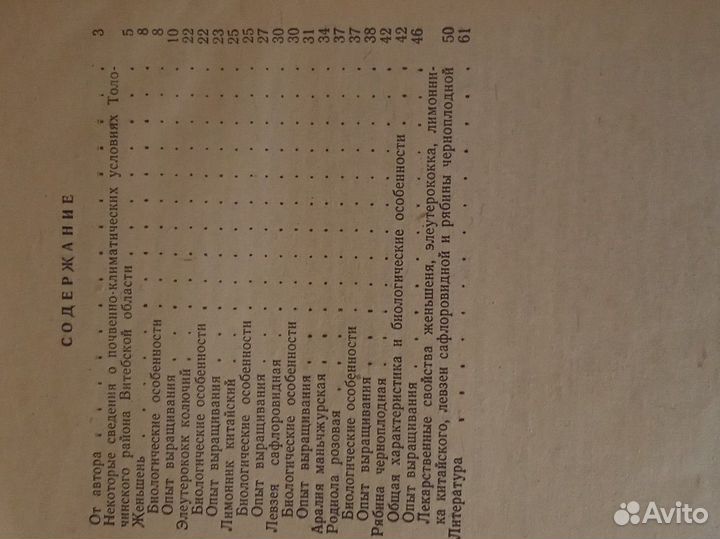 СОДЕРЖАНИЕ
От автора . . . . . . . . . . . . . . 3
Некоторые сведения о почвенно-климатических условиях Толо-
чинского района Витебской области . . . . . . . . . 5
Женьшень . . . . . . . . . . . . . . 8
Биологические особенности . . . . . . . . . . . 8
Опыт выращивания . . . . . . . . . . . . 10
Элеутерококк колючий . . . . . . . . . . . . 22
Биологические особенности . . . . . . . . . . . 22
Опыт выращивания . . . . . . . . . . . . 23
Лимонник китайский . . . . . . . . . . . . 25
Биологические особенности . . . . . . . . . . . 25
Опыт выращивания . . . . . . . . . . . . 27
Левзея сафлоровидная . . . . . . . . . . . . 30
Биологические особенности . . . . . . . . . . . 30
Опыт выращивания . . . . . . . . . . . . 31
Аралия маньчжурская . . . . . . . . . . . . 34
Родиола розовая . . . . . . . . . . . . . 37
Биологические особенности . . . . . . . . . . . 37
Опыт выращивания . . . . . . . . . . . . 38
Рябина черноплодная . . . . . . . . . . . . 42
Общая характеристика и биологические особенности . . . . 42
Опыт выращивания . . . . . . . . . . . . 46
Лекарственные свойства женьшеня, элеутерококка, лимонни-
ка китайского, левзеи сафлоровидной и рябины черноплодной 50
Литература . . . . . . . . . . . . . . 61
Avito